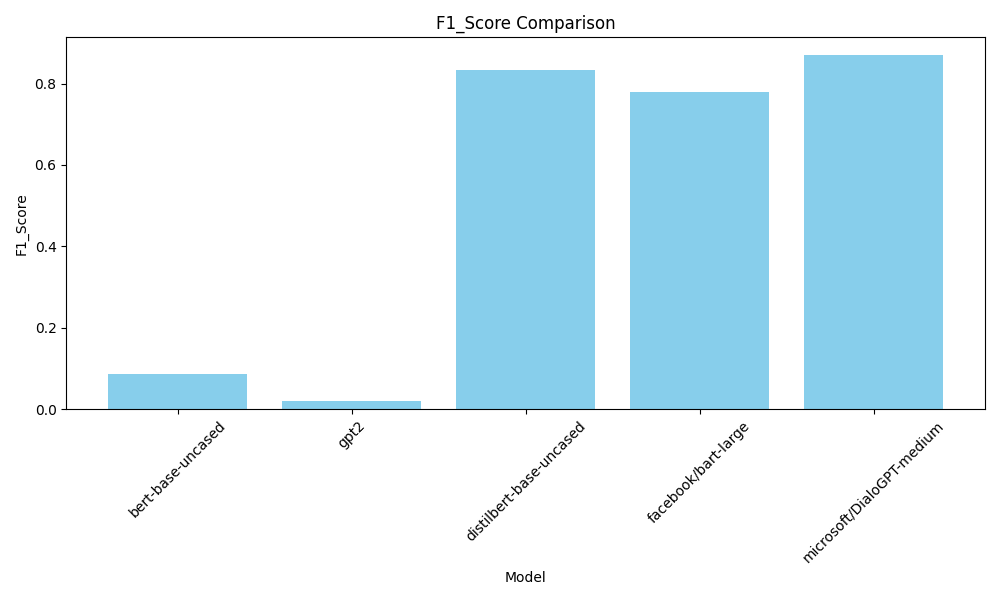 F1_Score Comparison
F1_Score
0.8
0.6
0.4
0.2
0.0
bert-base-uncased
gpt2
distilbert-base-uncased
facebook/bart-large
microsoft/DialoGPT-medium
Model